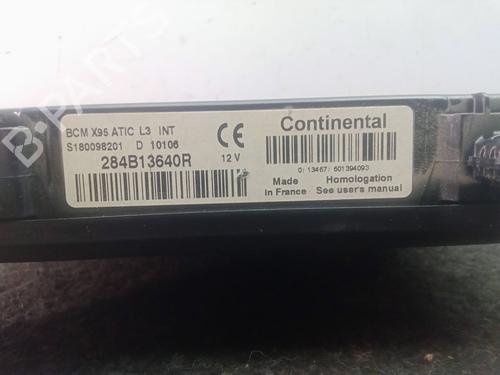 B-PARTS
BCM X95 ATIC L3 INT
S180098201 D 10106
284B13640R 12 V
CE
Continental
0/13467/601394093
Made in France
Homologation See user's manual